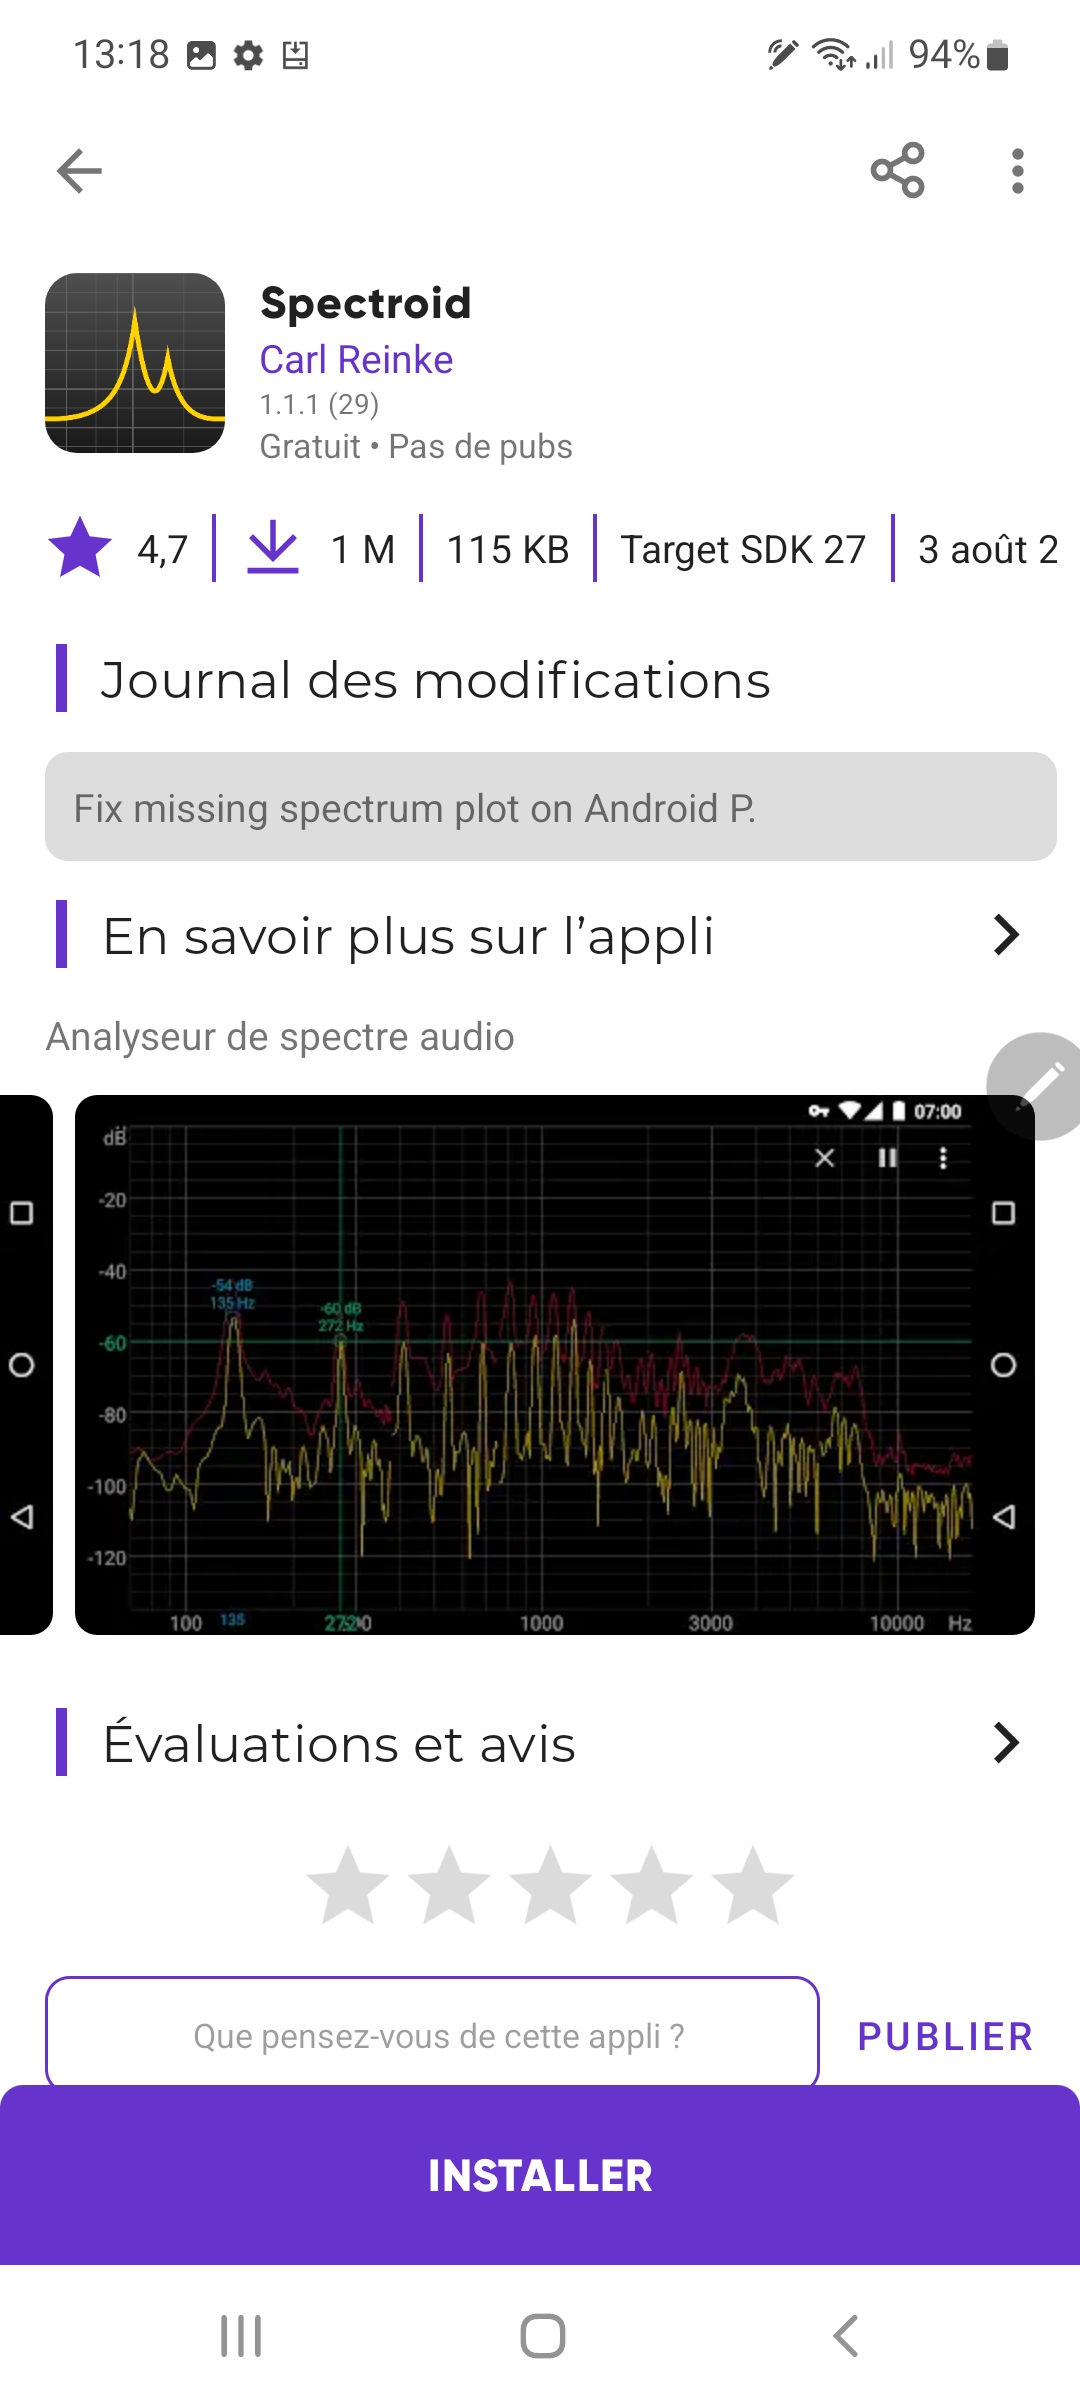 13:18 94%
Spectroid
Carl Reinke
1.1.1 (29)
Gratuit • Pas de pubs
4,7 1 M 115 KB Target SDK 27 3 août 2
Journal des modifications
Fix missing spectrum plot on Android P.
En savoir plus sur l’appli
Analyseur de spectre audio
07:00
dB
-20
-40
-54 dB
135 Hz
-60 dB
272 Hz
-60
-80
-100
-120
100 135 272 1000 3000 10000 Hz
Évaluations et avis
Que pensez-vous de cette appli ?
PUBLIER
INSTALLER